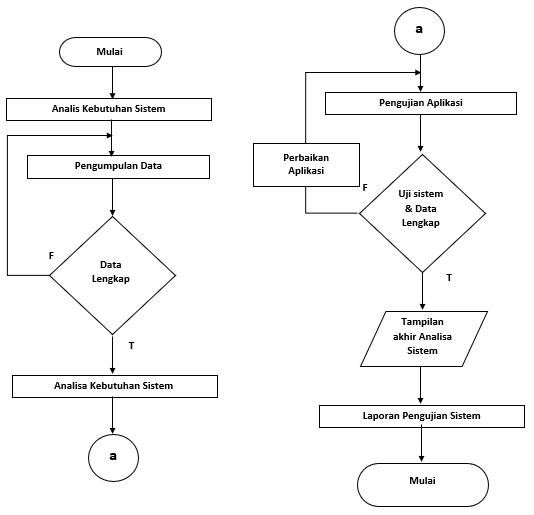 Mulai
Analis Kebutuhan Sistem
Pengumpulan Data
F
Data
Lengkap
T
Analisa Kebutuhan Sistem
a
a
Pengujian Aplikasi
Perbaikan
Aplikasi
F
Uji sistem
& Data
Lengkap
T
Tampilan
akhir Analisa
Sistem
Laporan Pengujian Sistem
Mulai